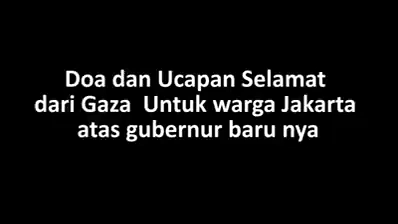 Doa dan Ucapan Selamat
dari Gaza Untuk warga Jakarta
atas gubernur baru nya